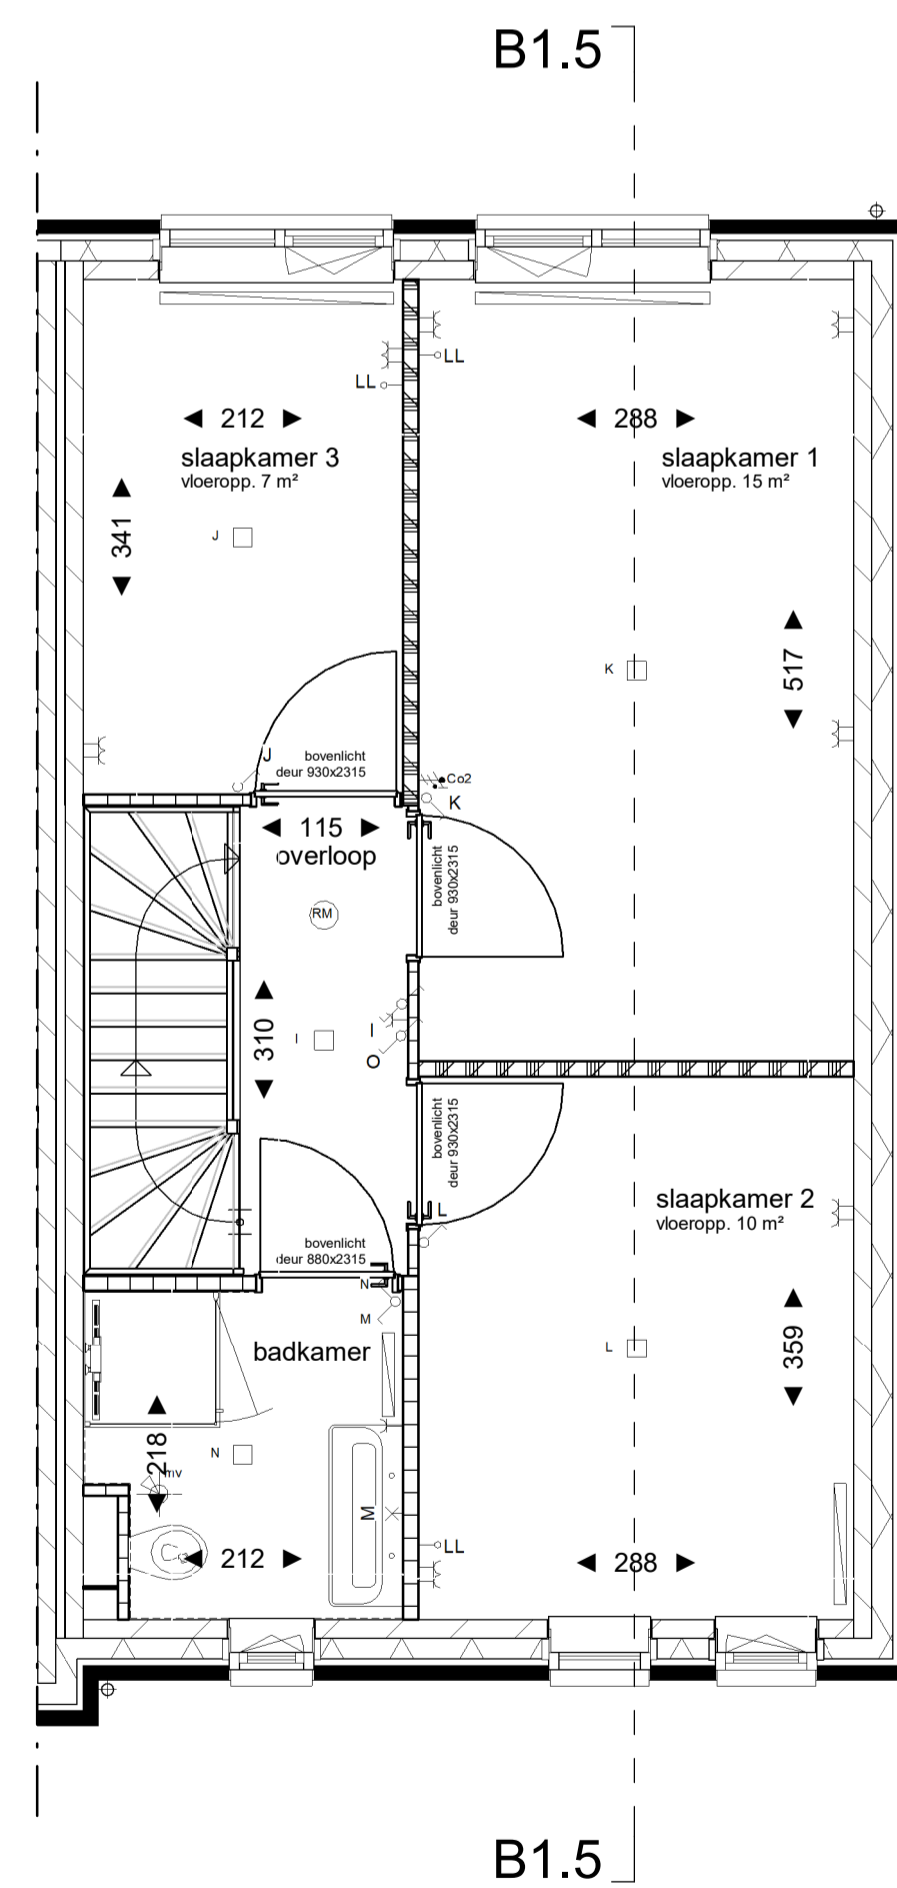 B1.5
LL
LL
212
288
slaapkamer 3
vloeropp. 7 m²
slaapkamer 1
vloeropp. 15 m²
341
J
517
K
J
bovenlicht
deur 930x2315
Co2
K
115
overloop
bovenlicht
deur 930x2315
RM
310
I
I
O
bovenlicht
deur 930x2315
slaapkamer 2
vloeropp. 10 m²
L
bovenlicht
deur 880x2315
N
M
badkamer
L
359
218
N
mv
M
LL
212
288
B1.5